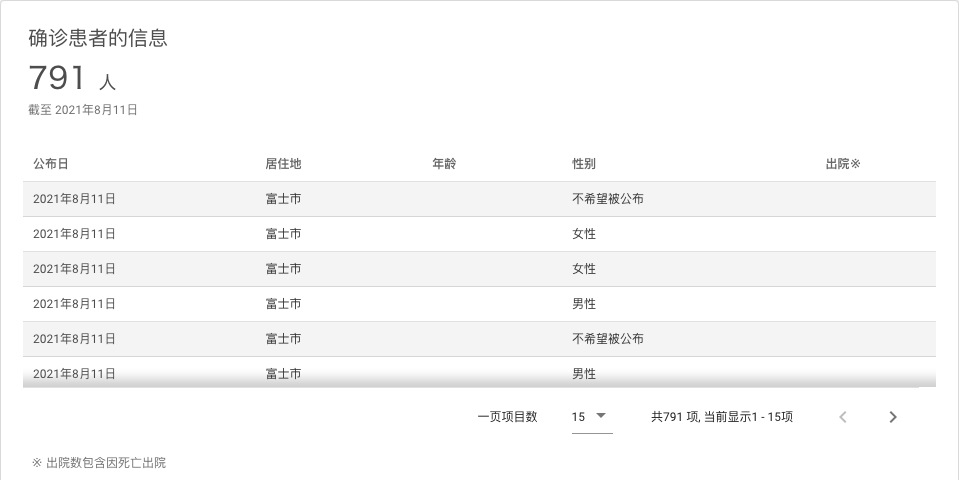 确诊患者的信息
791 人
截至 2021年8月11日
公布日 居住地 年龄 性别 出院※
2021年8月11日 富士市 不希望被公布
2021年8月11日 富士市 女性
2021年8月11日 富士市 女性
2021年8月11日 富士市 男性
2021年8月11日 富士市 不希望被公布
2021年8月11日 富士市 男性
一页项目数 15 共791 项, 当前显示1 - 15项
※ 出院数包含因死亡出院